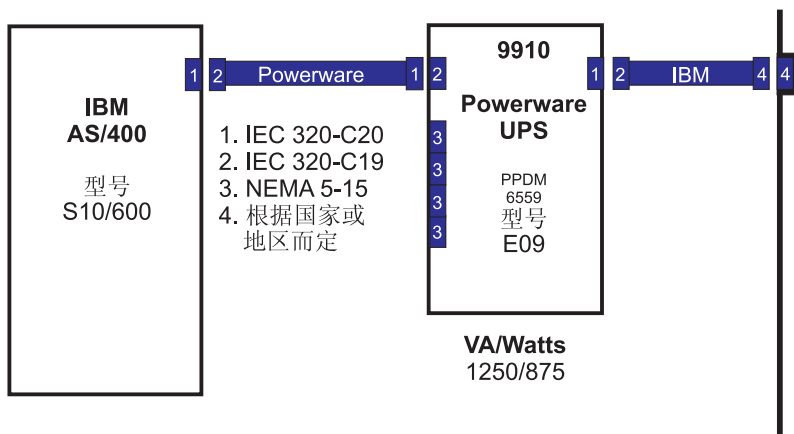 IBM
AS/400
型号
S10/600
1 2 Powerware 1 2
1. IEC 320-C20
2. IEC 320-C19
3. NEMA 5-15
4. 根据国家或
地区而定
3
3
3
3
9910
Powerware
UPS
PPDM
6559
型号
E09
1 2 IBM 4 4
VA/Watts
1250/875